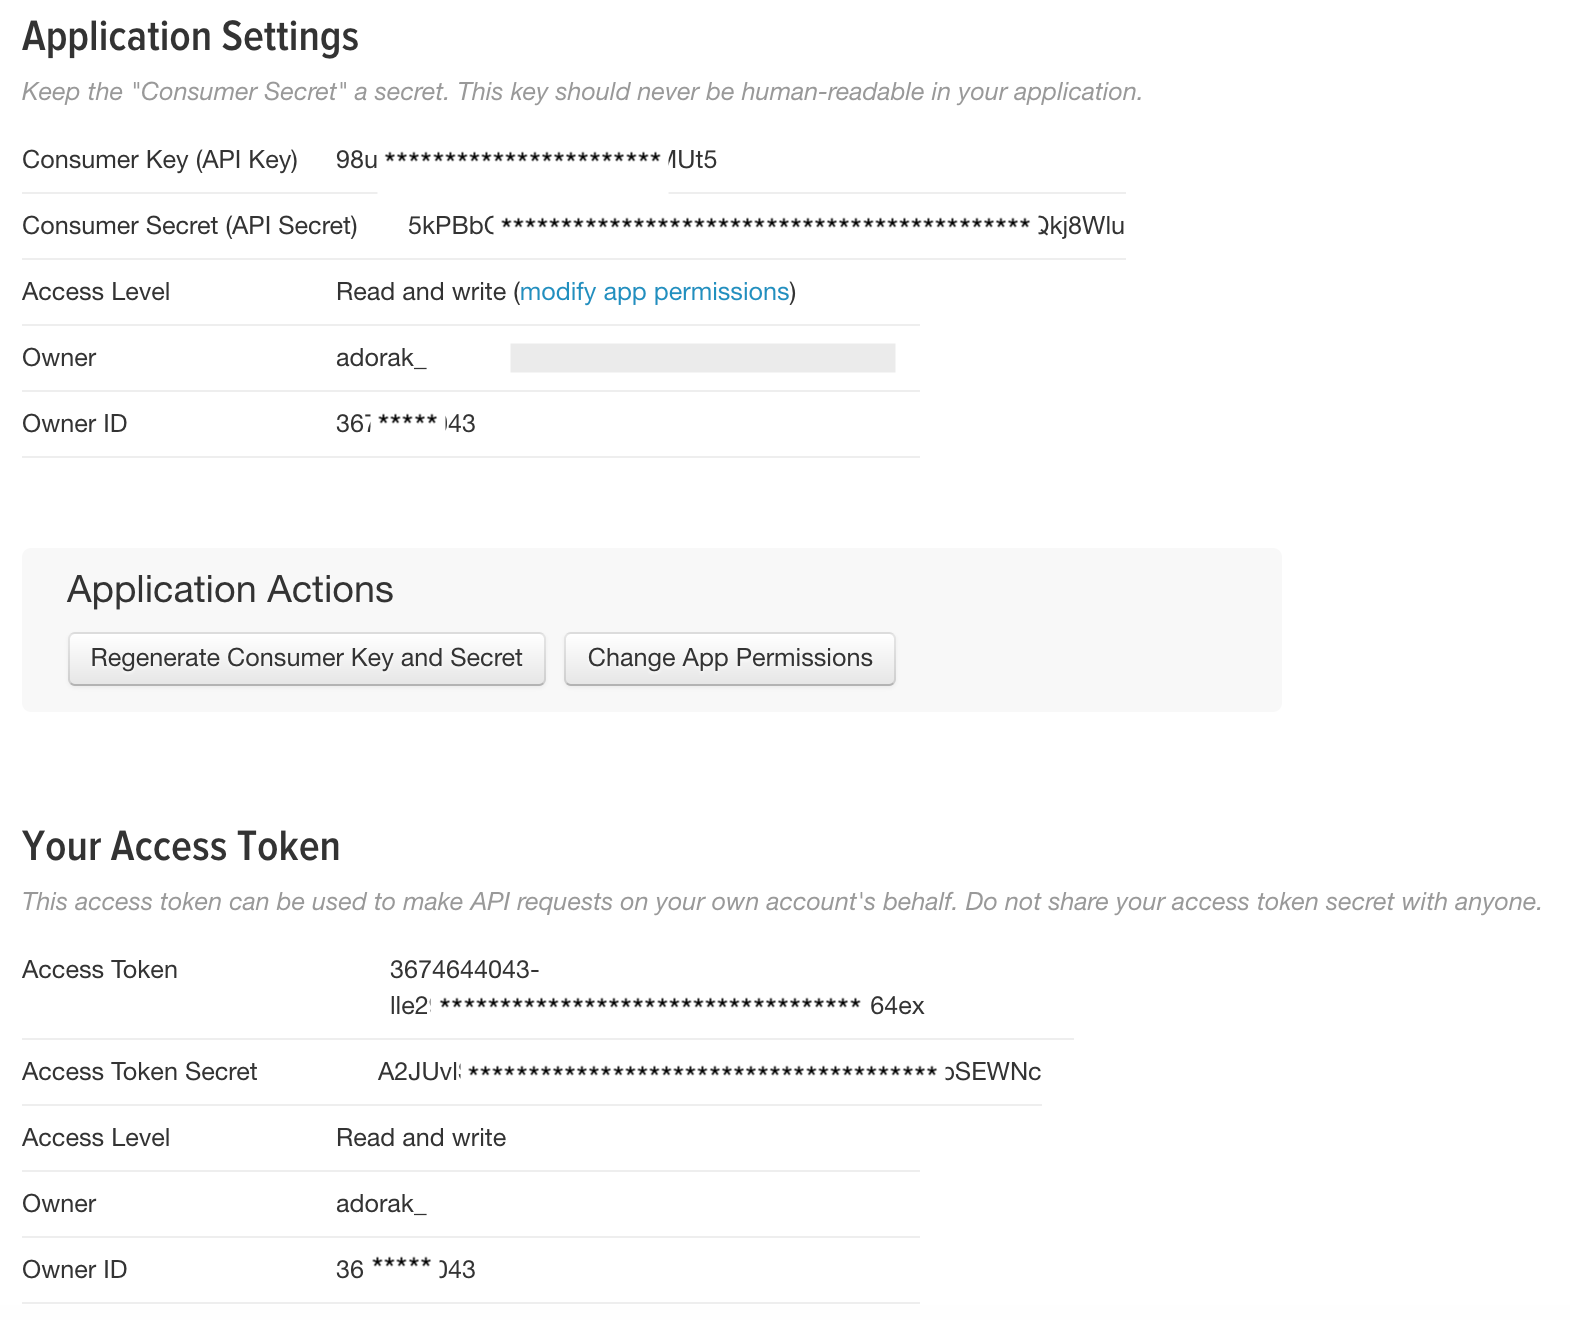 Application Settings
Keep the "Consumer Secret" a secret. This key should never be human-readable in your application.
Consumer Key (API Key) 98u *********************** MUt5
Consumer Secret (API Secret) 5kPBbC ******************************************** Qkj8Wlu
Access Level Read and write (modify app permissions)
Owner adorak_
Owner ID 367 ***** 043
Application Actions
Regenerate Consumer Key and Secret Change App Permissions
Your Access Token
This access token can be used to make API requests on your own account's behalf. Do not share your access token secret with anyone.
Access Token 3674644043-
lle2 *********************************** 64ex
Access Token Secret A2JUvl *************************************** SEWNc
Access Level Read and write
Owner adorak_
Owner ID 36 ***** 043